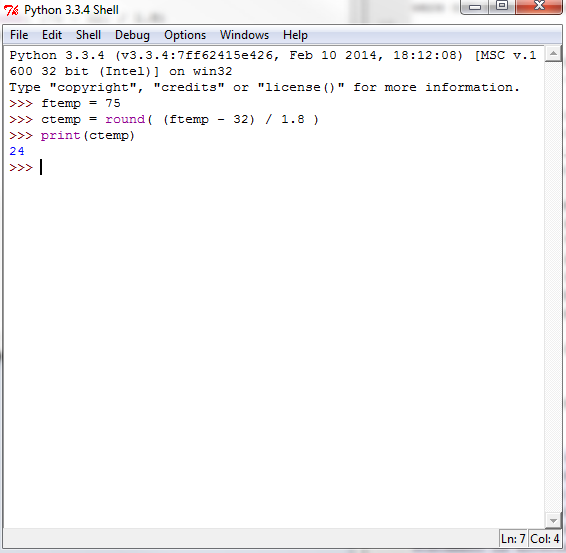 Python 3.3.4 Shell
File Edit Shell Debug Options Windows Help
Python 3.3.4 (v3.3.4:7ff62415e426, Feb 10 2014, 18:12:08) [MSC v.1
600 32 bit (Intel)] on win32
Type "copyright", "credits" or "license()" for more information.
>>> ftemp = 75
>>> ctemp = round( (ftemp - 32) / 1.8 )
>>> print(ctemp)
24
>>>
Ln: 7 Col: 4